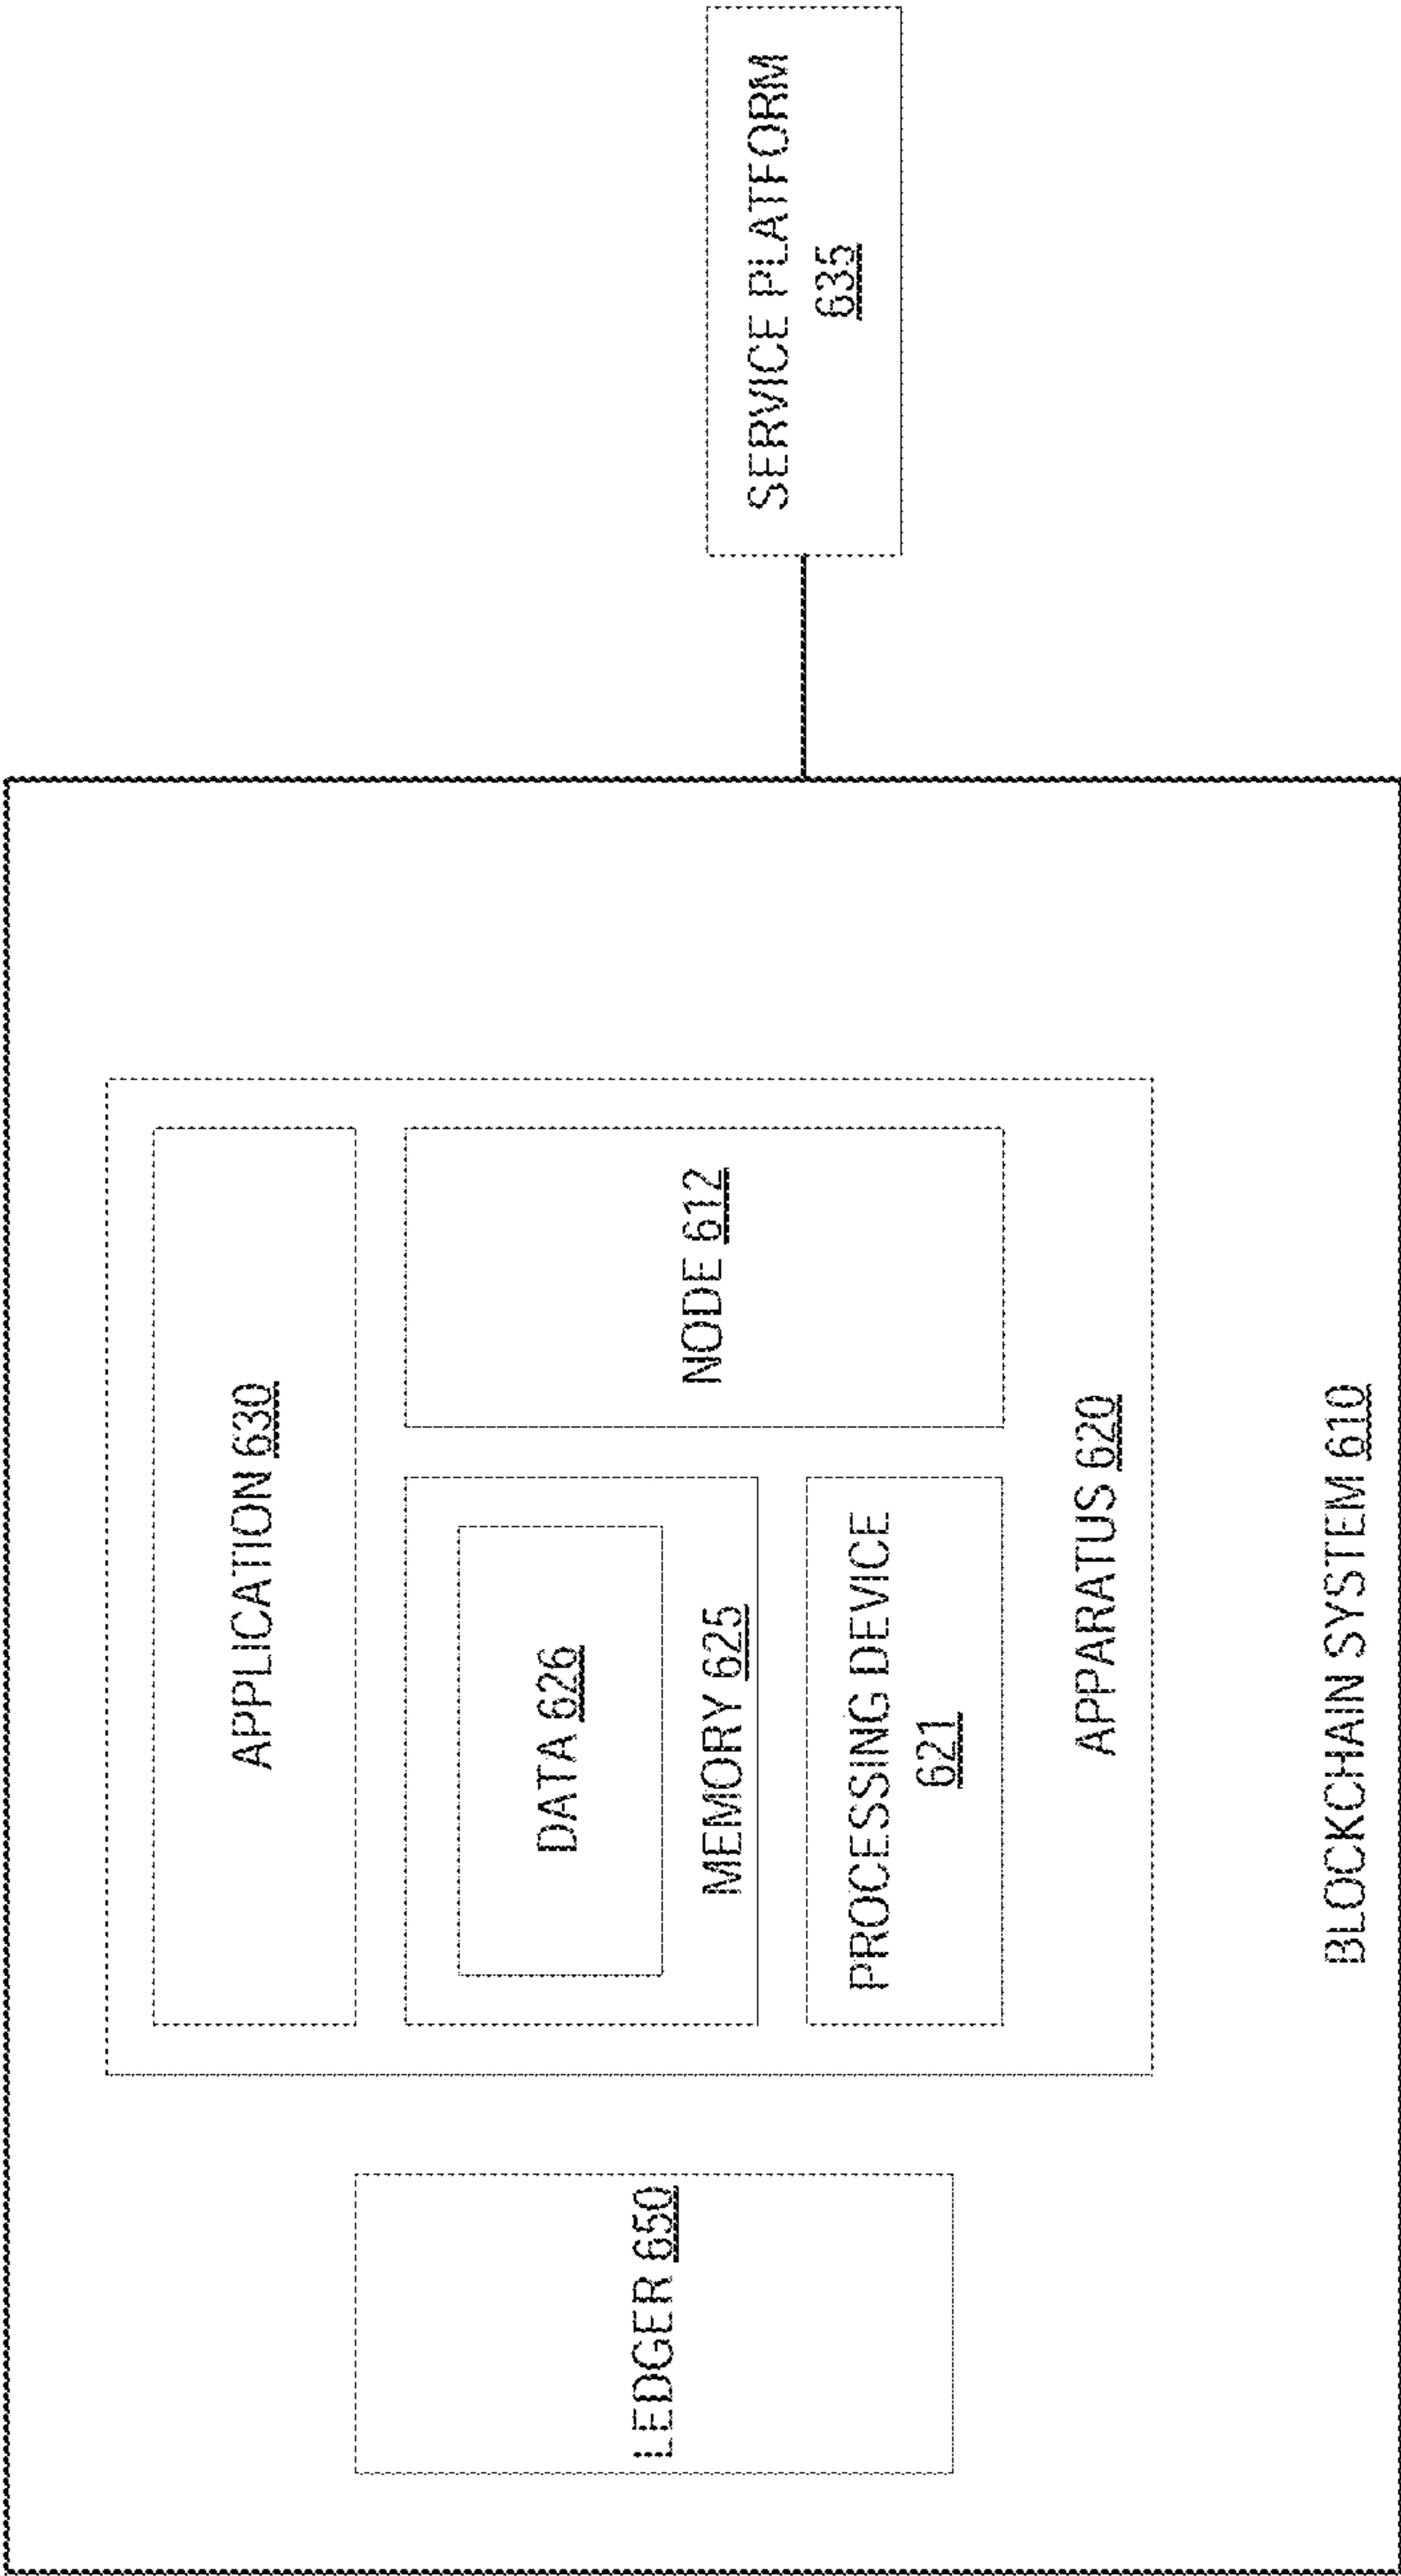 APPLICATION 630
DATA 626
MEMORY 625
NODE 612
PROCESSING DEVICE
621
APPARATUS 620
LEDGER 650
BLOCKCHAIN SYSTEM 610
SERVICE PLATFORM
635